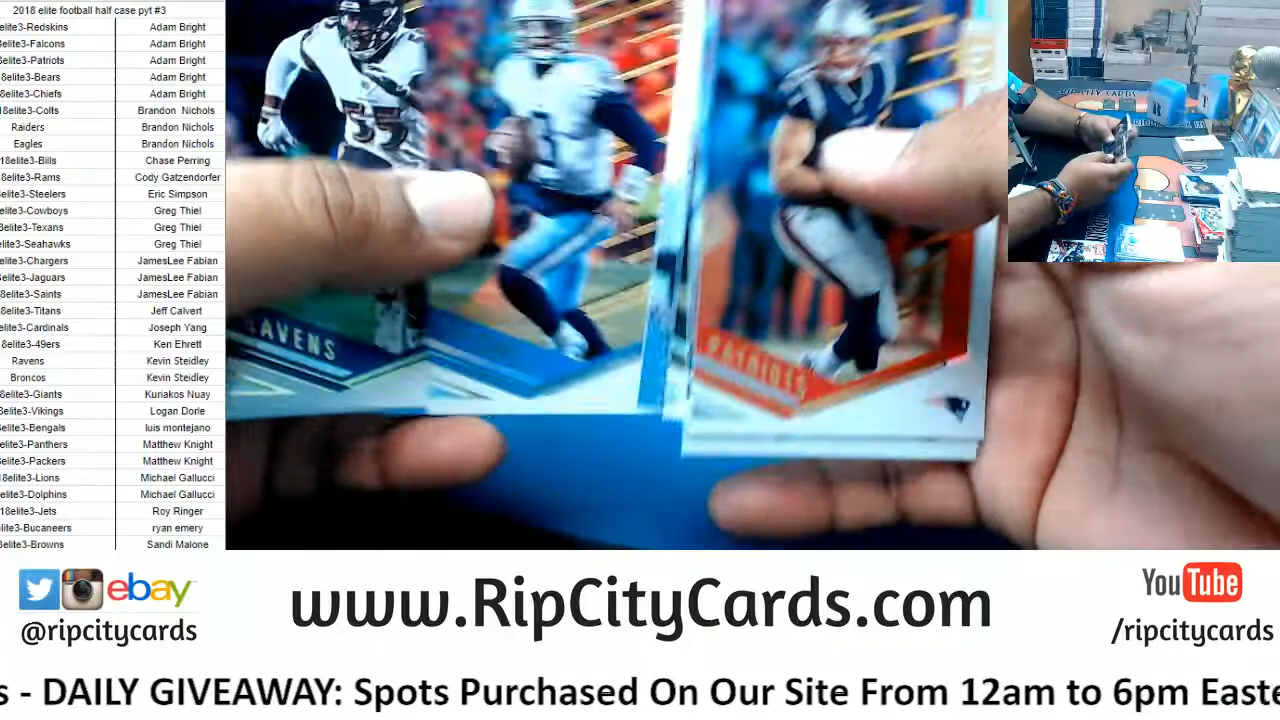 2018 elite football half case pyt #3
elite3-Redskins Adam Bright
elite3-Falcons Adam Bright
elite3-Patriots Adam Bright
8elite3-Bears Adam Bright
elite3-Chiefs Adam Bright
18elite3-Colts Brandon Nichols
Raiders Brandon Nichols
Eagles Brandon Nichols
18elite3-Bills Chase Perring
8elite3-Rams Cody Gatzendorfer
elite3-Steelers Eric Simpson
elite3-Cowboys Greg Thiel
8elite3-Texans Greg Thiel
elite3-Seahawks Greg Thiel
elite3-Chargers JamesLee Fabian
elite3-Jaguars JamesLee Fabian
8elite3-Saints JamesLee Fabian
8elite3-Titans Jeff Calvert
elite3-Cardinals Joseph Yang
8elite3-49ers Ken Ehrett
Ravens Kevin Steidley
Broncos Kevin Steidley
8elite3-Giants Kuriakos Nuay
elite3-Vikings Logan Dorle
elite3-Bengals luis montejano
elite3-Panthers Matthew Knight
elite3-Packers Matthew Knight
8elite3-Lions Michael Gallucci
elite3-Dolphins Michael Gallucci
18elite3-Jets Roy Ringer
elite3-Bucaneers ryan emery
elite3-Browns Sandi Malone
RAVENS
PATRIOTS
RIP CITY CARDS
ebay
@ripcitycards
www.RipCityCards.com
YouTube
/ripcitycards
s - DAILY GIVEAWAY: Spots Purchased On Our Site From 12am to 6pm Easte